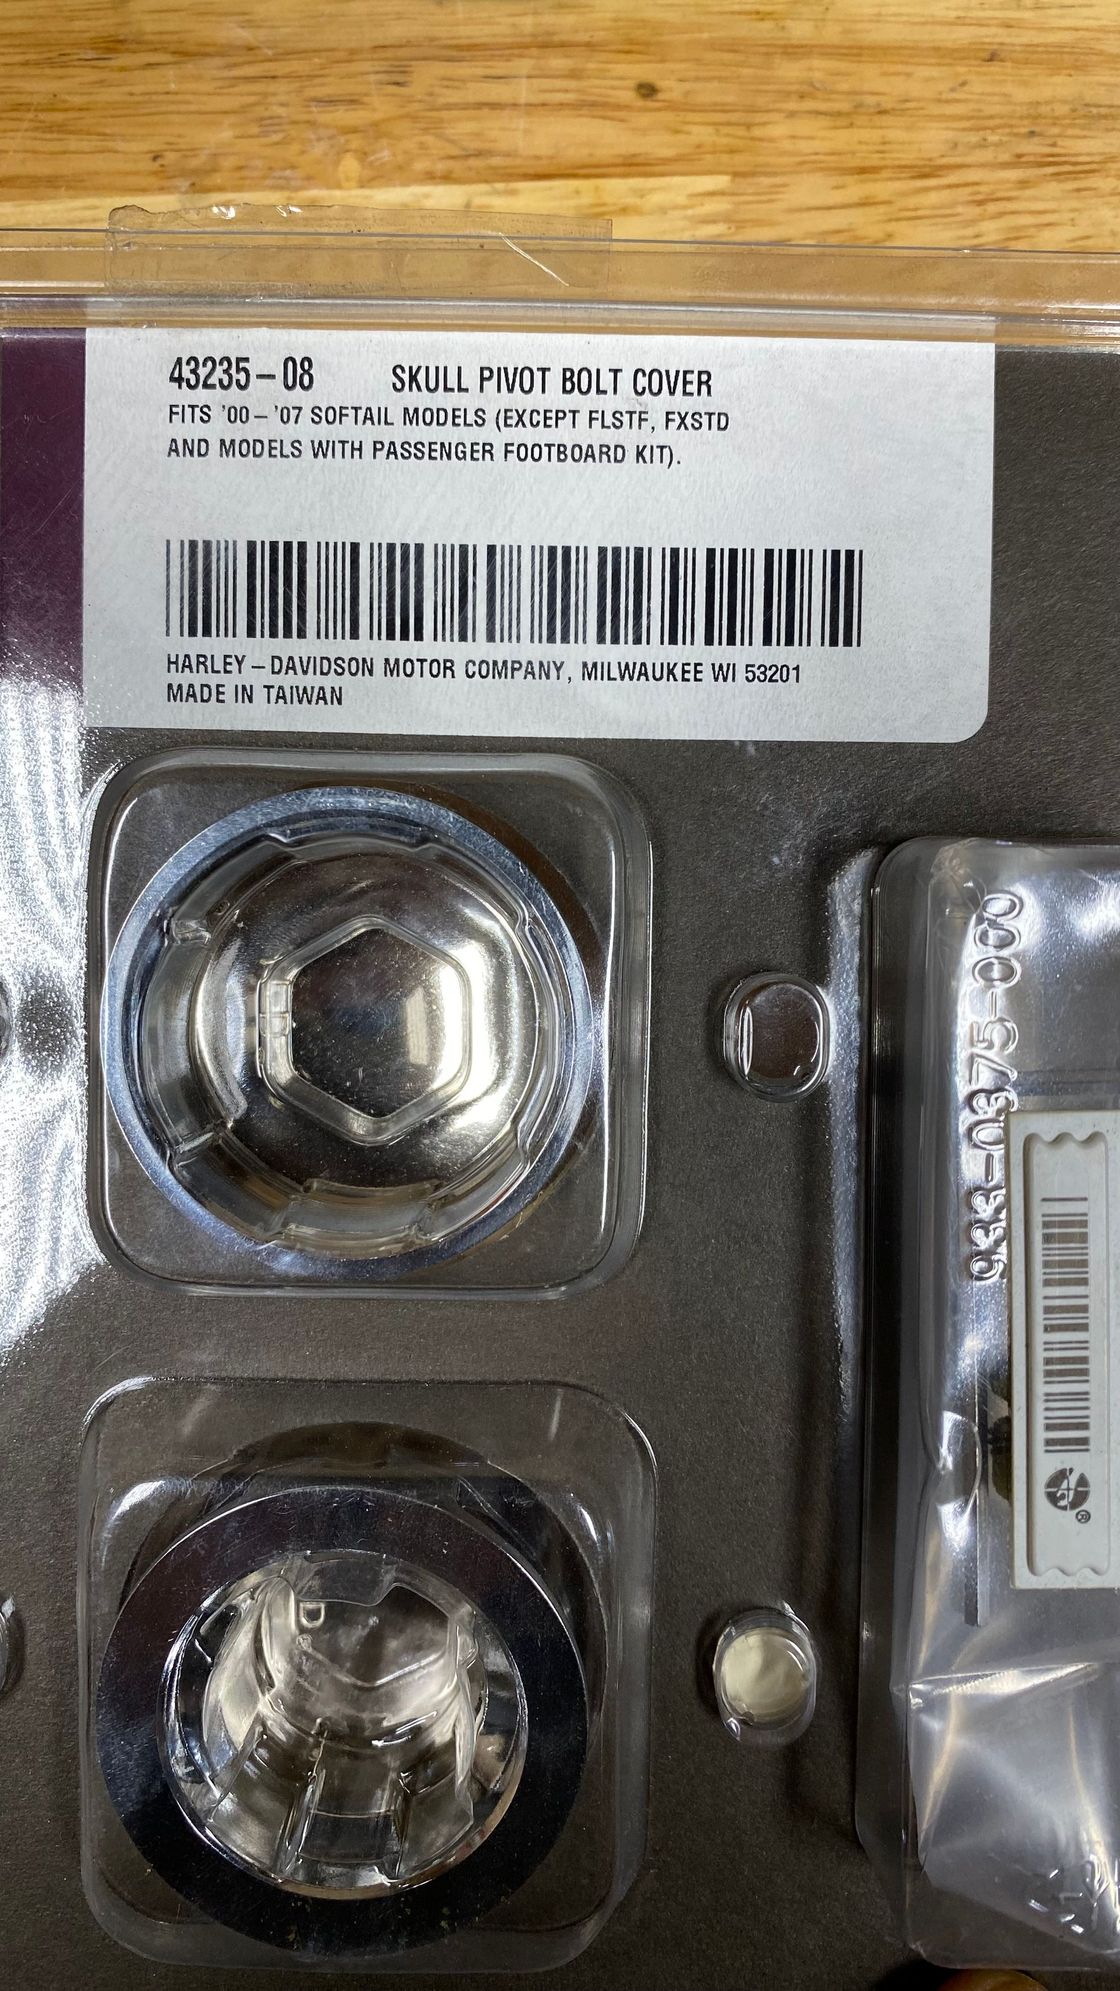 43235-08 SKULL PIVOT BOLT COVER
FITS '00-'07 SOFTAIL MODELS (EXCEPT FLSTF, FXSTD
AND MODELS WITH PASSENGER FOOTBOARD KIT).
HARLEY-DAVIDSON MOTOR COMPANY, MILWAUKEE WI 53201
MADE IN TAIWAN
933-0375-000